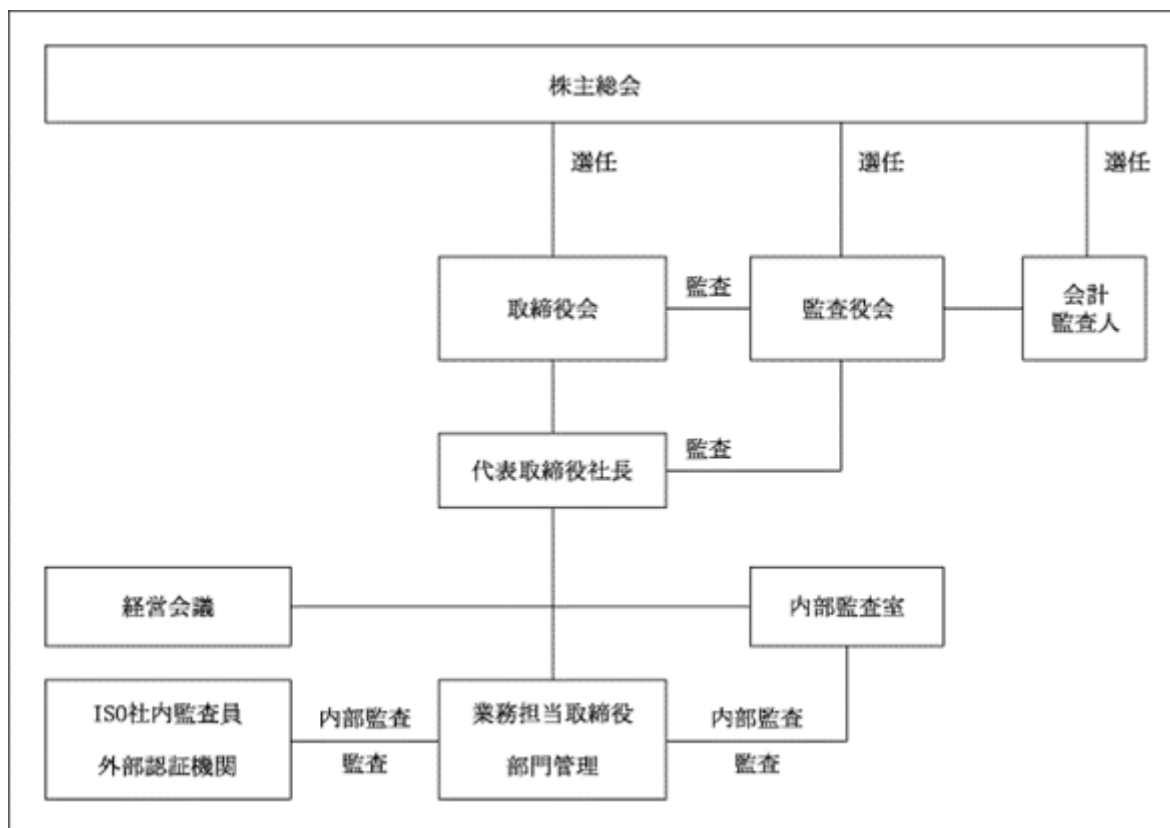 株主総会
選任
選任
選任
取締役会
監査
監査役会
会計
監査人
代表取締役社長
監査
経営会議
内部監査室
ISO社内監査員
外部認証機関
内部監査
監査
業務担当取締役
部門管理
内部監査
監査